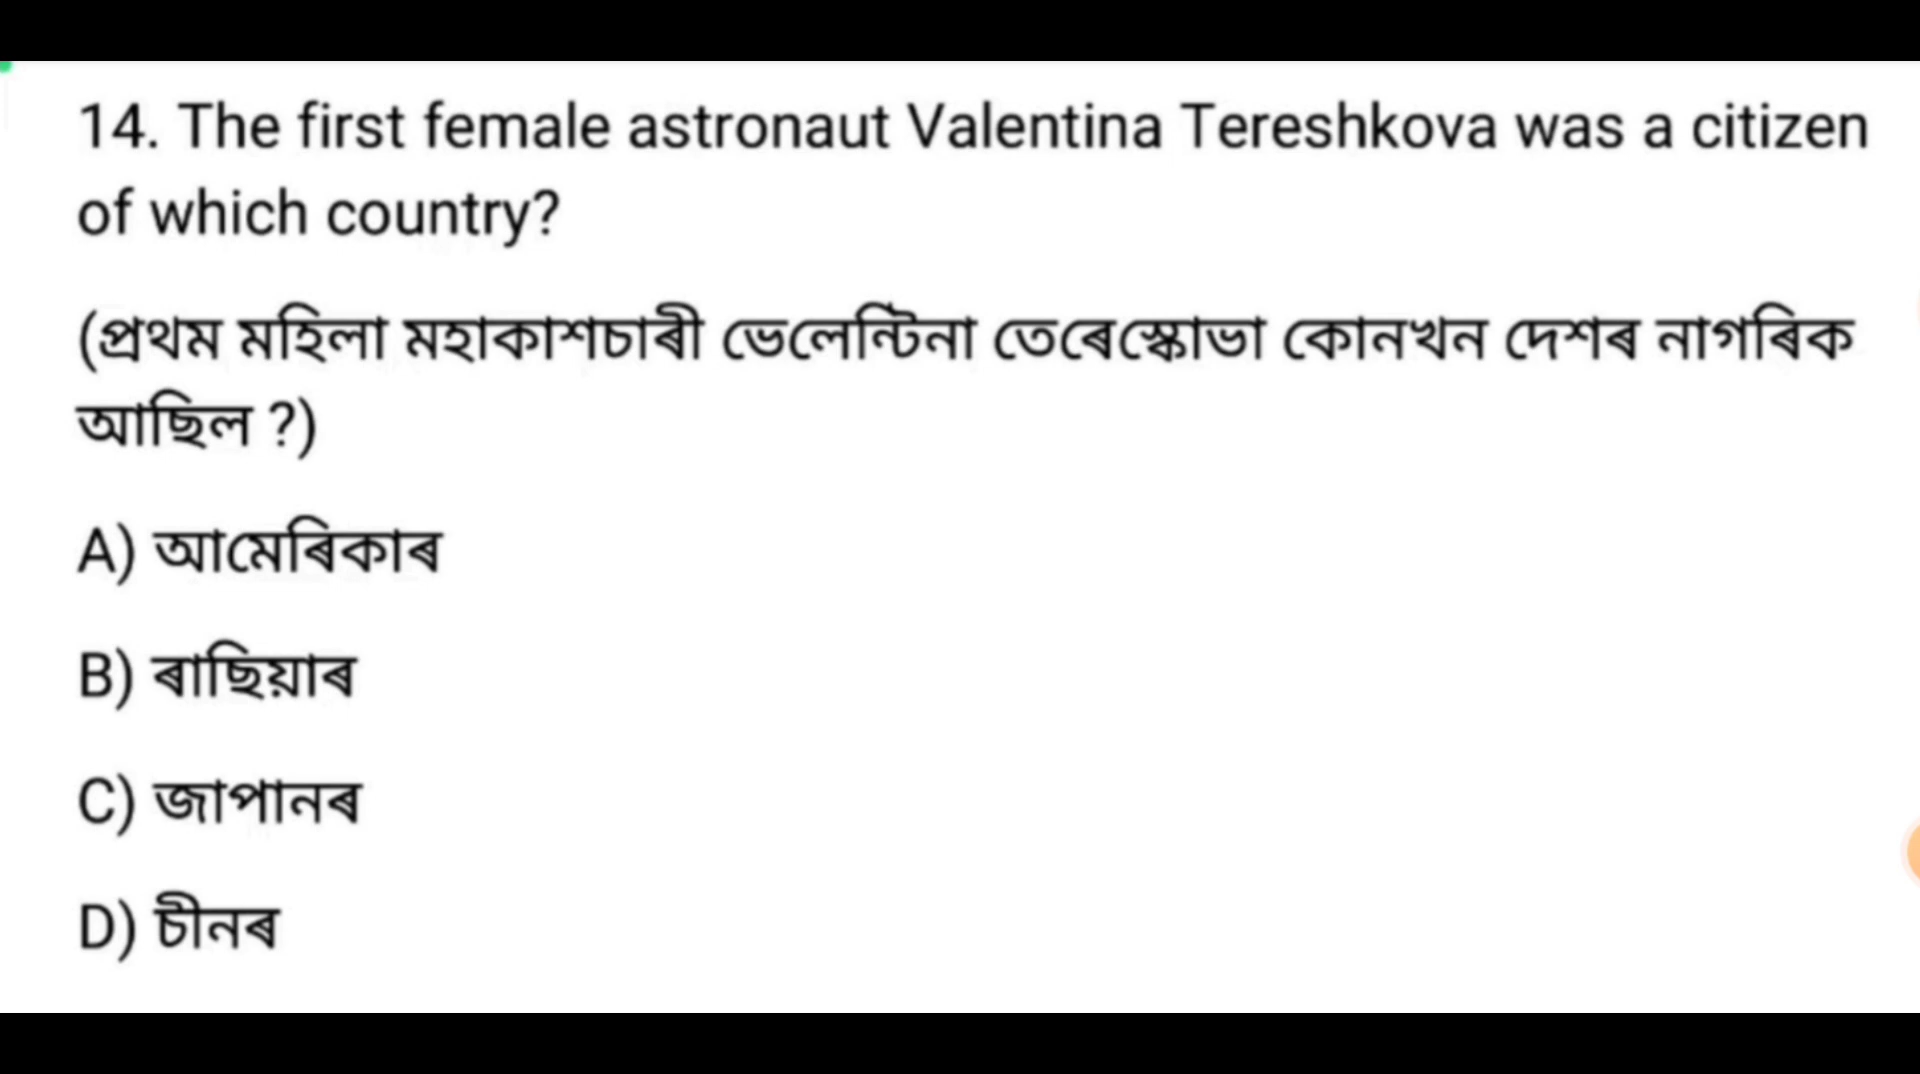 14. The first female astronaut Valentina Tereshkova was a citizen
of which country?
(প্ৰথম মহিলা মহাকাশচাৰী ভেলেন্টিনা তেৰেস্কোভা কোনখন দেশৰ নাগৰিক
আছিল ?)
A) আমেৰিকাৰ
B) ৰাছিয়াৰ
C) জাপানৰ
D) চীনৰ